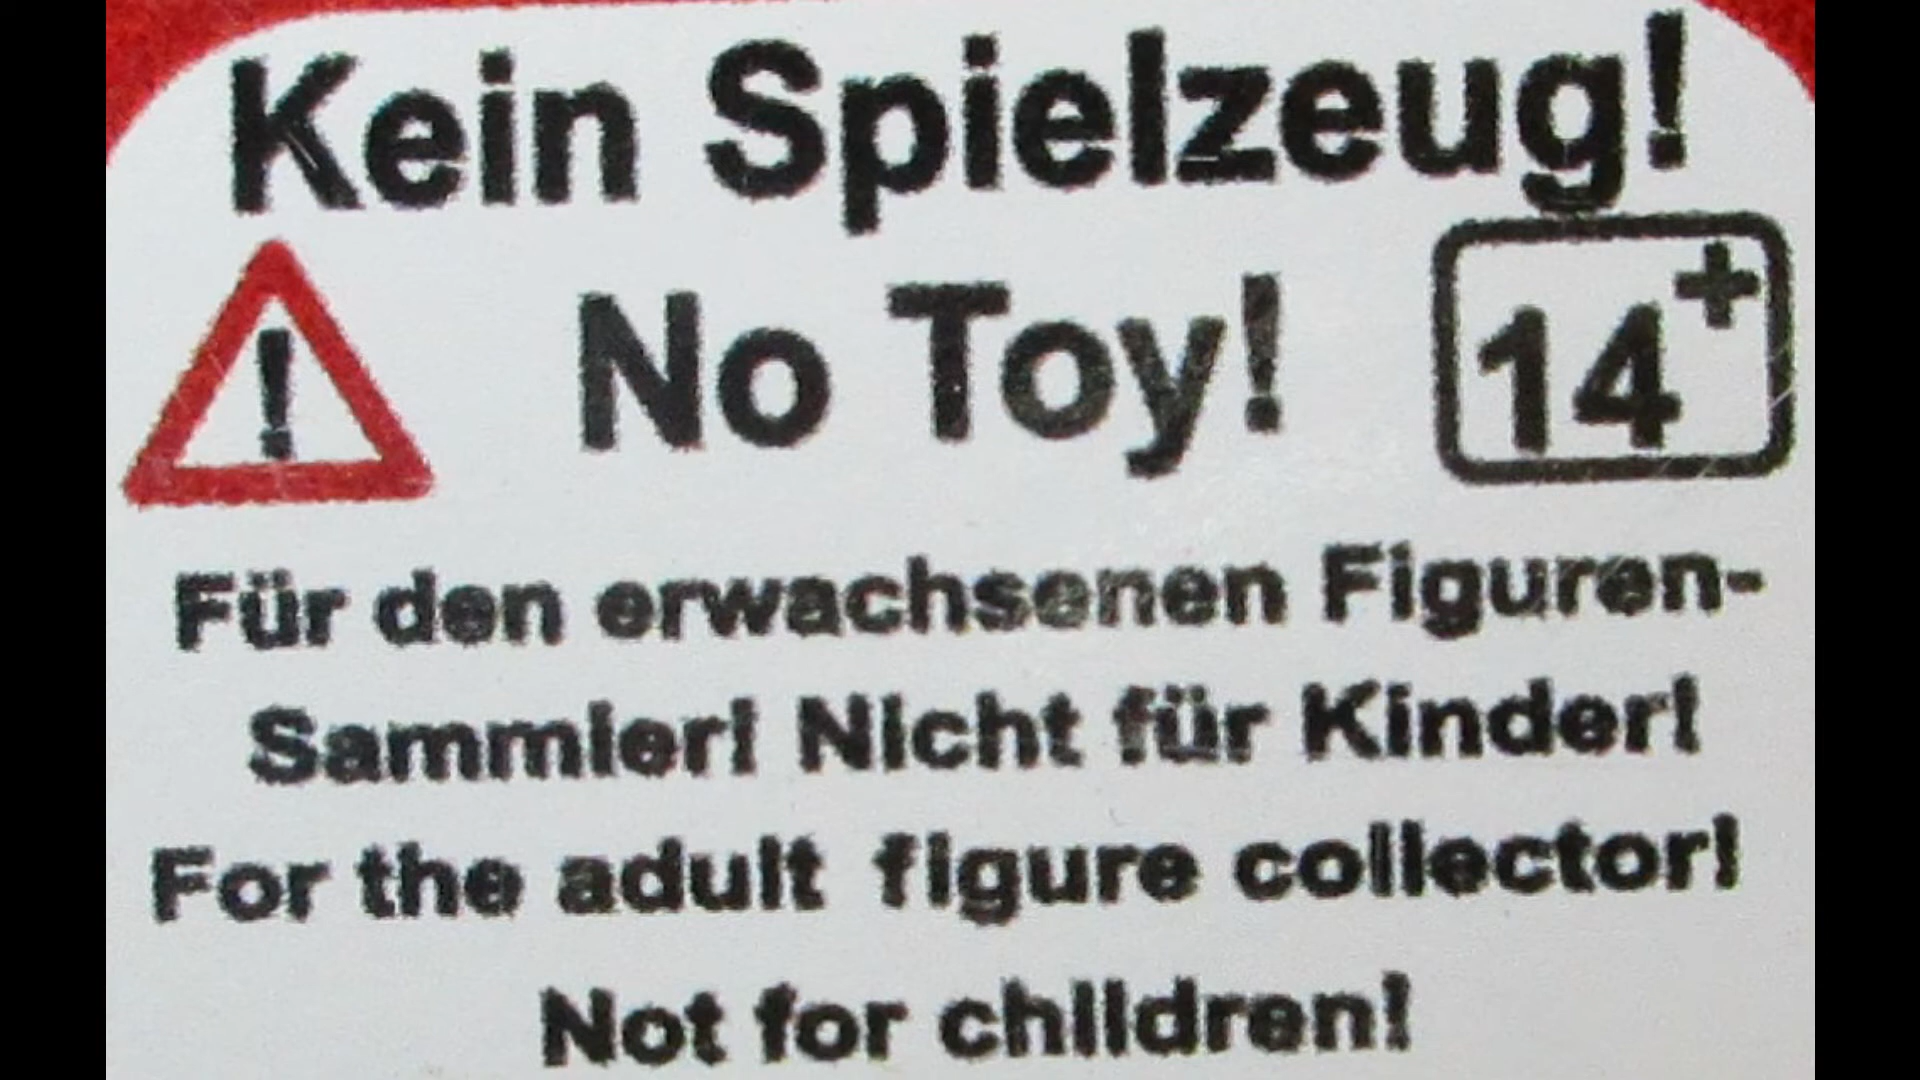 Kein Spielzeug!
! No Toy! 14+
Für den erwachsenen Figuren-
Sammler! Nicht für Kinder!
For the adult figure collector!
Not for children!